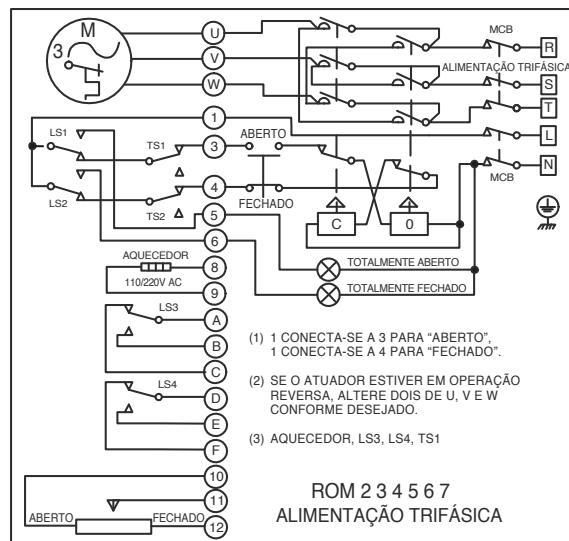 M
3
U
V
W
MCB
R
ALIMENTAÇÃO TRIFÁSICA
S
T
1
L
LS1
TS1
3
ABERTO
N
MCB
LS2
TS2
4
FECHADO
5
C
0
6
AQUECEDOR
8
TOTALMENTE ABERTO
110/220V AC
9
TOTALMENTE FECHADO
LS3
A
B
C
(1) 1 CONECTA-SE A 3 PARA “ABERTO”,
1 CONECTA-SE A 4 PARA “FECHADO”.
LS4
D
E
F
(2) SE O ATUADOR ESTIVER EM OPERAÇÃO
REVERSA, ALTERE DOIS DE U, V E W
CONFORME DESEJADO.
(3) AQUECEDOR, LS3, LS4, TS1
10
11
ABERTO
FECHADO
12
ROM 2 3 4 5 6 7
ALIMENTAÇÃO TRIFÁSICA